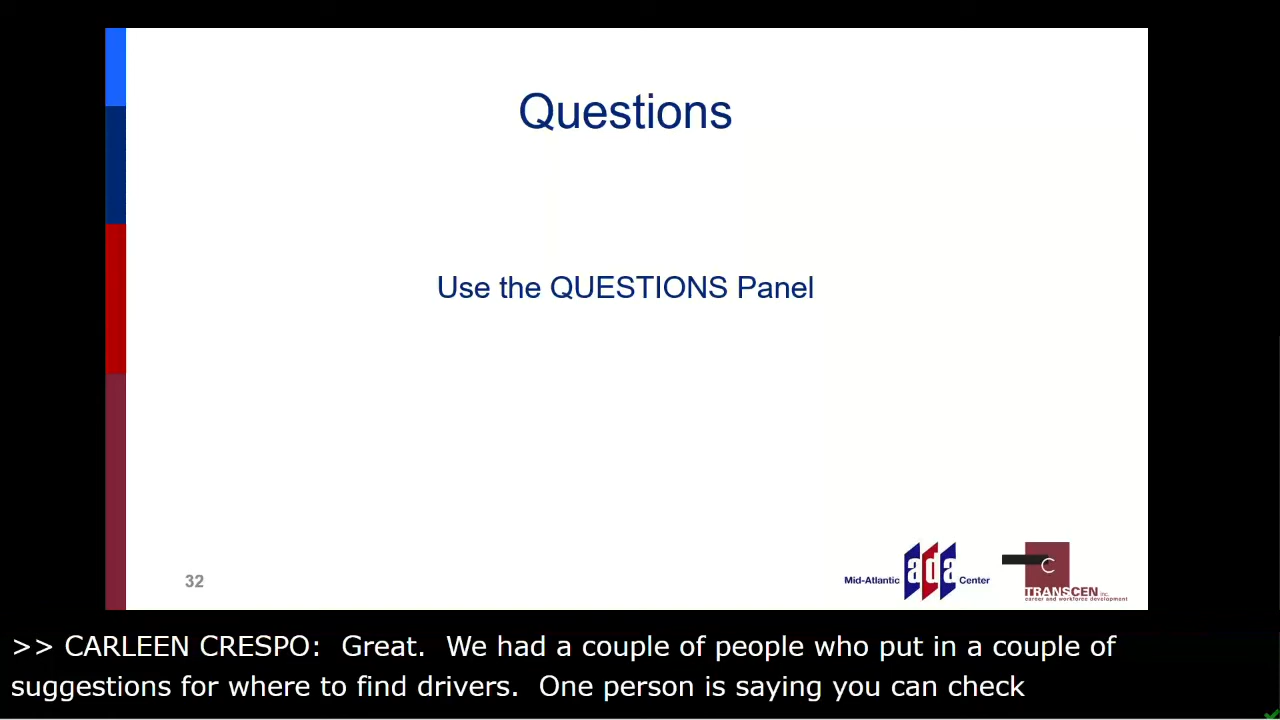 Questions
Use the QUESTIONS Panel
32
Mid-Atlantic ada Center
C
TRANSCEN inc.
career and workforce development
>> CARLEEN CRESPO:  Great.  We had a couple of people who put in a couple of
suggestions for where to find drivers.  One person is saying you can check